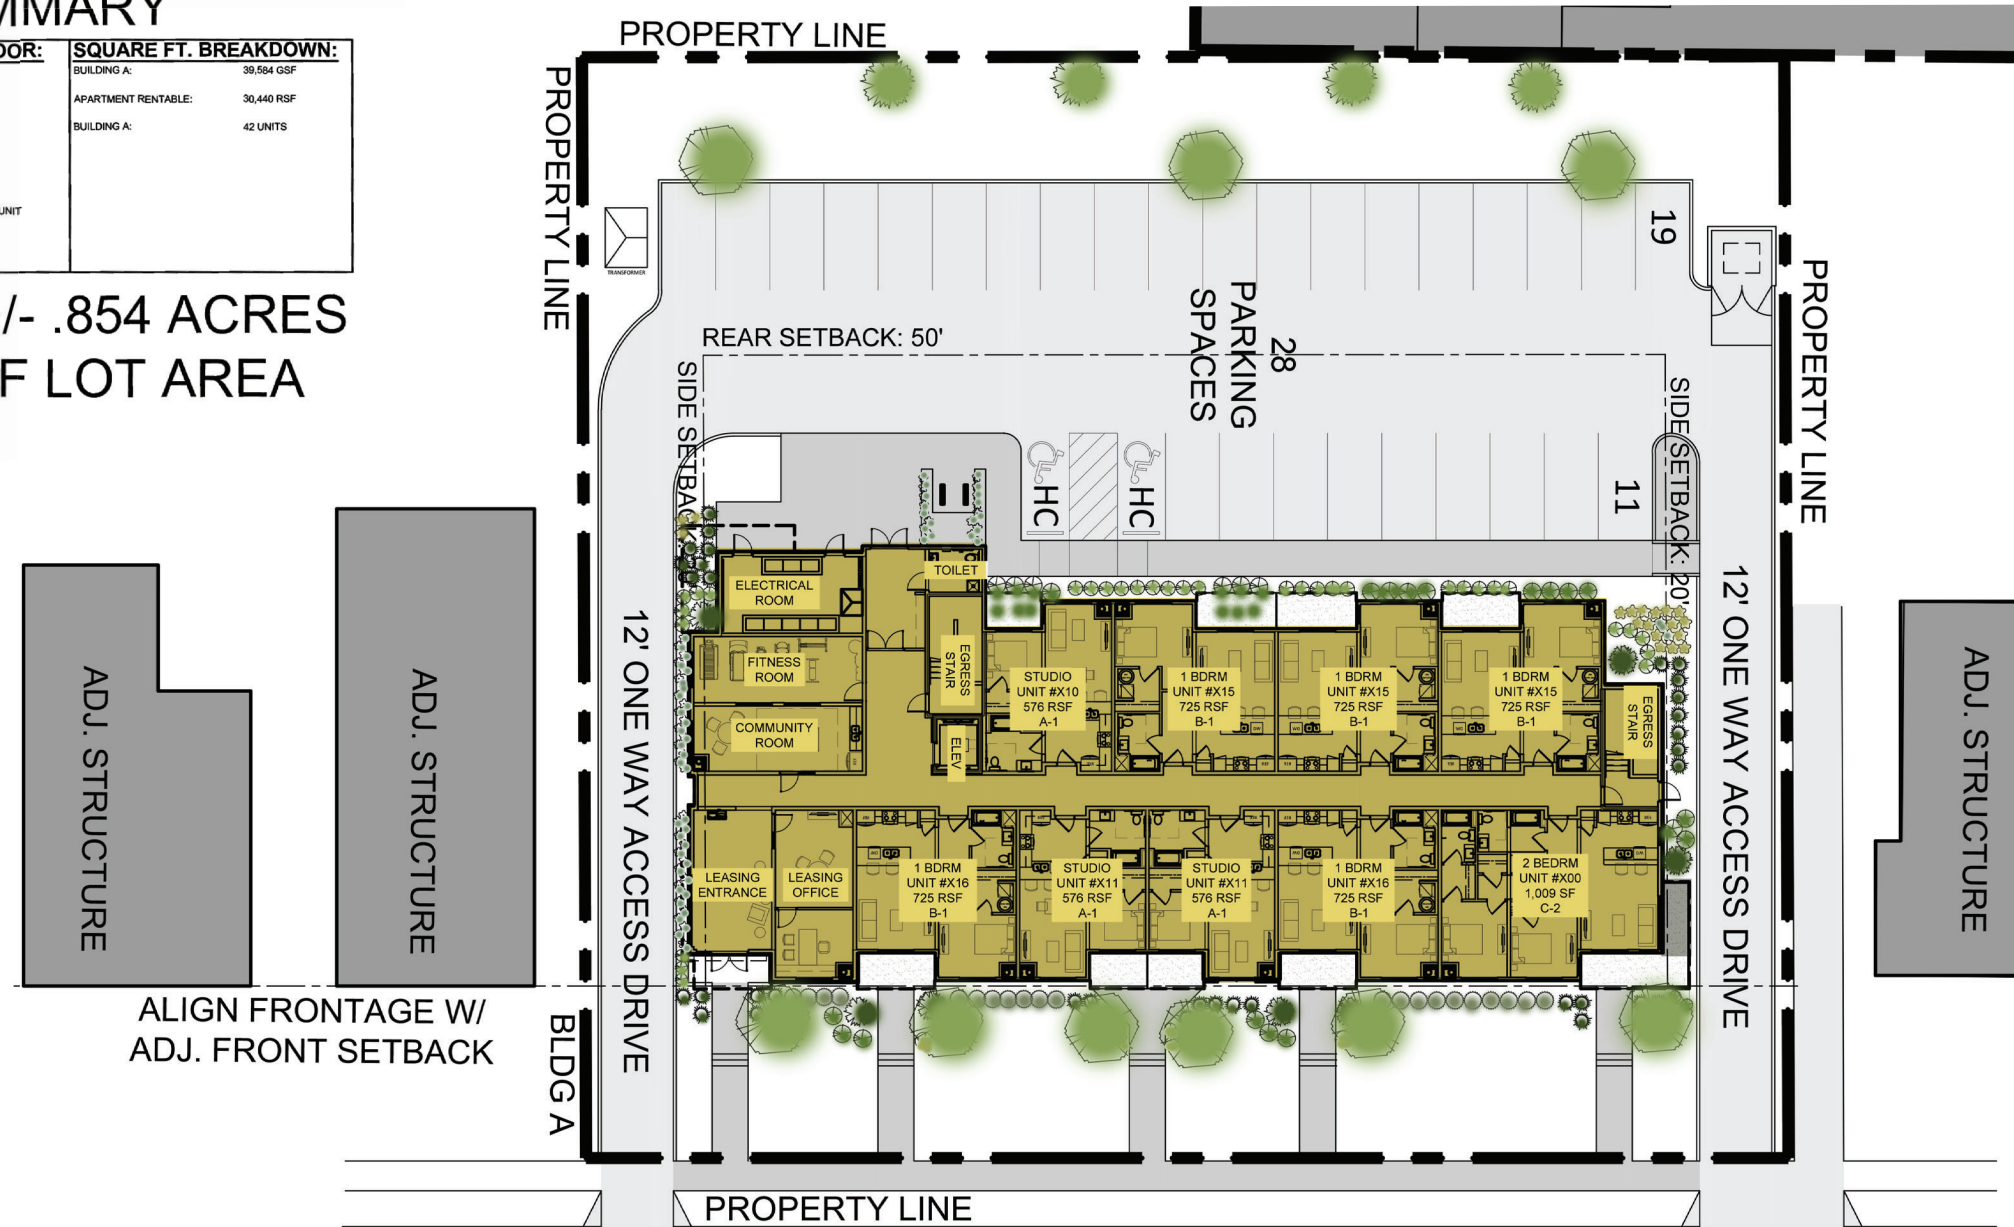 MMARY
OOR:
SQUARE FT. BREAKDOWN:
BUILDING A: 39,584 GSF
APARTMENT RENTABLE: 30,440 RSF
BUILDING A: 42 UNITS
UNIT
/- .854 ACRES
F LOT AREA
PROPERTY LINE
PROPERTY LINE
PROPERTY LINE
TRANSFORMER
19
REAR SETBACK: 50'
28
PARKING
SPACES
SIDE SETBACK
SIDE SETBACK: 20'
HC
HC
11
ADJ. STRUCTURE
ADJ. STRUCTURE
ADJ. STRUCTURE
12' ONE WAY ACCESS DRIVE
12' ONE WAY ACCESS DRIVE
ELECTRICAL
ROOM
TOILET
FITNESS
ROOM
EGRESS
STAIR
COMMUNITY
ROOM
ELEV
STUDIO
UNIT #X10
576 RSF
A-1
1 BDRM
UNIT #X15
725 RSF
B-1
1 BDRM
UNIT #X15
725 RSF
B-1
1 BDRM
UNIT #X15
725 RSF
B-1
EGRESS
STAIR
LEASING
ENTRANCE
LEASING
OFFICE
1 BDRM
UNIT #X16
725 RSF
B-1
STUDIO
UNIT #X11
576 RSF
A-1
STUDIO
UNIT #X11
576 RSF
A-1
1 BDRM
UNIT #X16
725 RSF
B-1
2 BEDRM
UNIT #X00
1,009 SF
C-2
ALIGN FRONTAGE W/
ADJ. FRONT SETBACK
BLDG A
PROPERTY LINE